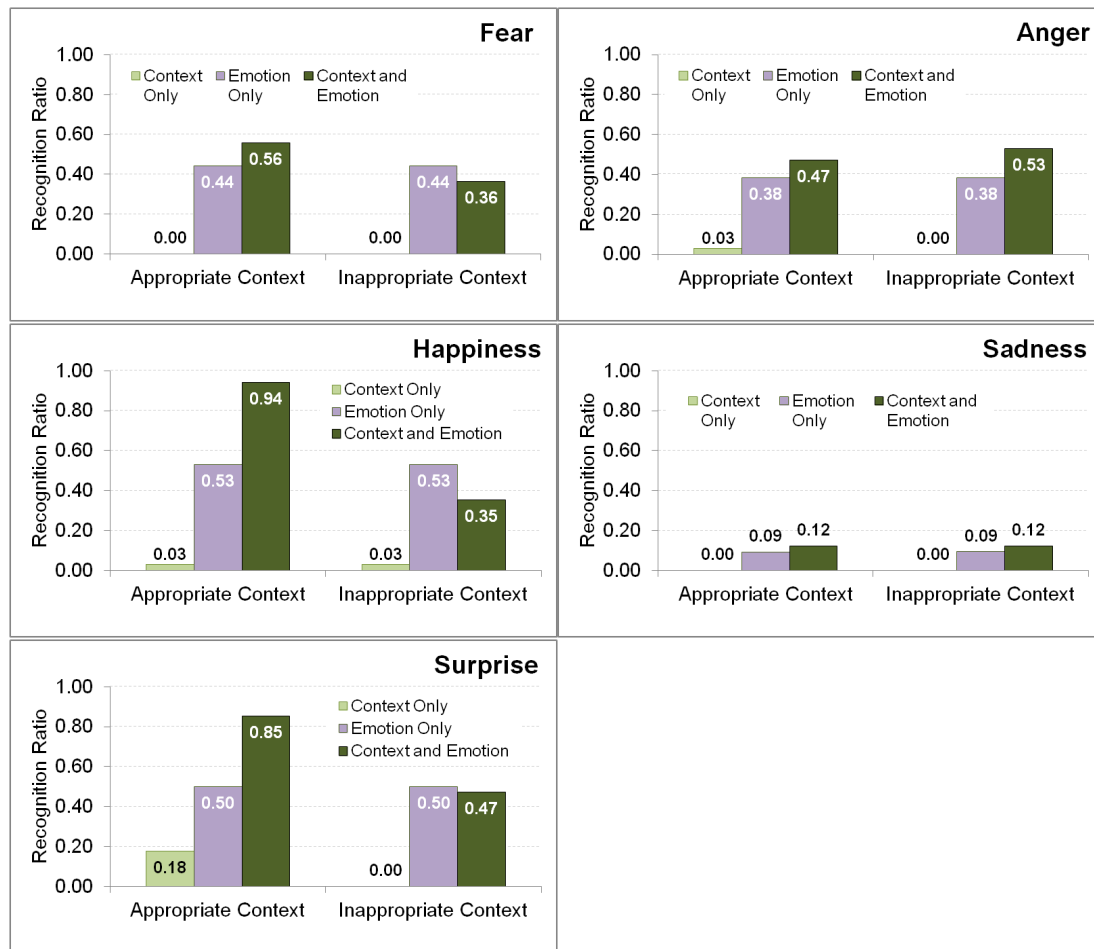 Fear
Recognition Ratio
1.00
0.80
0.60
0.40
0.20
0.00
Context Only
Emotion Only
Context and Emotion
0.00
0.44
0.56
0.00
0.44
0.36
Appropriate Context
Inappropriate Context
Anger
Recognition Ratio
1.00
0.80
0.60
0.40
0.20
0.00
Context Only
Emotion Only
Context and Emotion
0.03
0.38
0.47
0.00
0.38
0.53
Appropriate Context
Inappropriate Context
Happiness
Recognition Ratio
1.00
0.80
0.60
0.40
0.20
0.00
Context Only
Emotion Only
Context and Emotion
0.03
0.53
0.94
0.03
0.53
0.35
Appropriate Context
Inappropriate Context
Sadness
Recognition Ratio
1.00
0.80
0.60
0.40
0.20
0.00
Context Only
Emotion Only
Context and Emotion
0.00
0.09
0.12
0.00
0.09
0.12
Appropriate Context
Inappropriate Context
Surprise
Recognition Ratio
1.00
0.80
0.60
0.40
0.20
0.00
Context Only
Emotion Only
Context and Emotion
0.18
0.50
0.85
0.00
0.50
0.47
Appropriate Context
Inappropriate Context